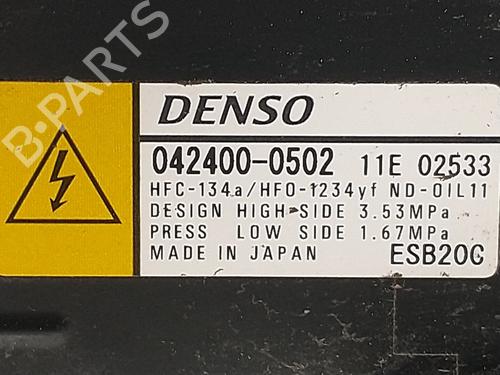 B-PARTS
DENSO
042400-0502 11E 02533
HFC-134a/HFO-1234yf ND-OIL11
DESIGN HIGH-SIDE 3.53MPa
PRESS LOW SIDE 1.67MPa
MADE IN JAPAN ESB20C